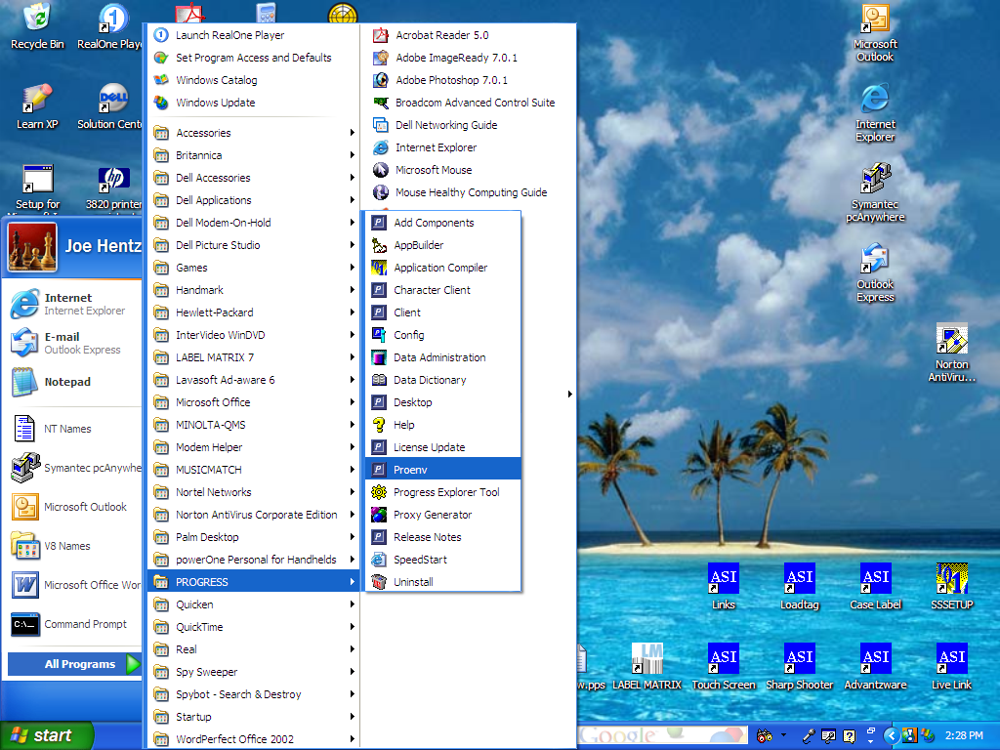 Recycle Bin
RealOne Play
Learn XP
Solution Cent
Setup for
3820 printer
Joe Hentz
Internet
Internet Explorer
E-mail
Outlook Express
Notepad
NT Names
Symantec pcAnywhe
Microsoft Outlook
V8 Names
Microsoft Office Wor
Command Prompt
All Programs
start
Launch RealOne Player
Set Program Access and Defaults
Windows Catalog
Windows Update
Accessories
Britannica
Dell Accessories
Dell Applications
Dell Modem-On-Hold
Dell Picture Studio
Games
Handmark
Hewlett-Packard
InterVideo WinDVD
LABEL MATRIX 7
Lavasoft Ad-aware 6
Microsoft Office
MINOLTA-QMS
Modem Helper
MUSICMATCH
Nortel Networks
Norton AntiVirus Corporate Edition
Palm Desktop
powerOne Personal for Handhelds
PROGRESS
Quicken
QuickTime
Real
Spy Sweeper
Spybot - Search & Destroy
Startup
WordPerfect Office 2002
Acrobat Reader 5.0
Adobe ImageReady 7.0.1
Adobe Photoshop 7.0.1
Broadcom Advanced Control Suite
Dell Networking Guide
Internet Explorer
Microsoft Mouse
Mouse Healthy Computing Guide
Add Components
AppBuilder
Application Compiler
Character Client
Client
Config
Data Administration
Data Dictionary
Desktop
Help
License Update
Proenv
Progress Explorer Tool
Proxy Generator
Release Notes
SpeedStart
Uninstall
Microsoft
Outlook
Internet
Explorer
Symantec
pcAnywhere
Outlook
Express
Norton
AntiViru...
ASI
Links
ASI
Loadtag
ASI
Case Label
SSSETUP
w.pps
LM
LABEL MATRIX
ASI
Touch Screen
ASI
Sharp Shooter
ASI
Advantzware
ASI
Live Link
Google
2:28 PM